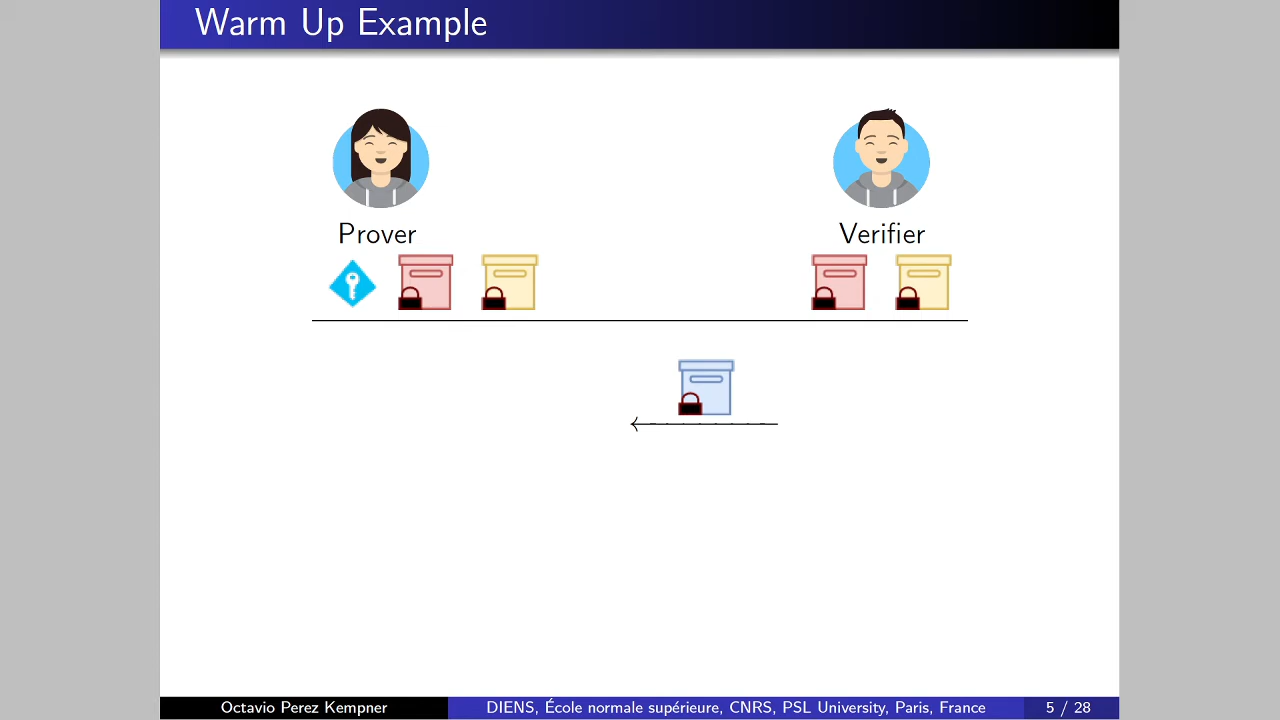 Warm Up Example
Prover
Verifier
Octavio Perez Kempner
DIENS, École normale supérieure, CNRS, PSL University, Paris, France
5 / 28